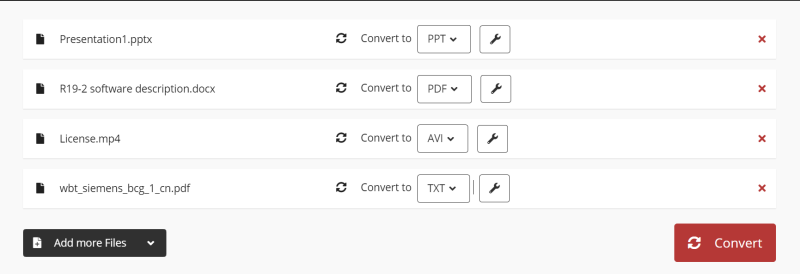 Presentation1.pptx Convert to PPT
R19-2 software description.docx Convert to PDF
License.mp4 Convert to AVI
wbt_siemens_bcg_1_cn.pdf Convert to TXT
Add more Files Convert